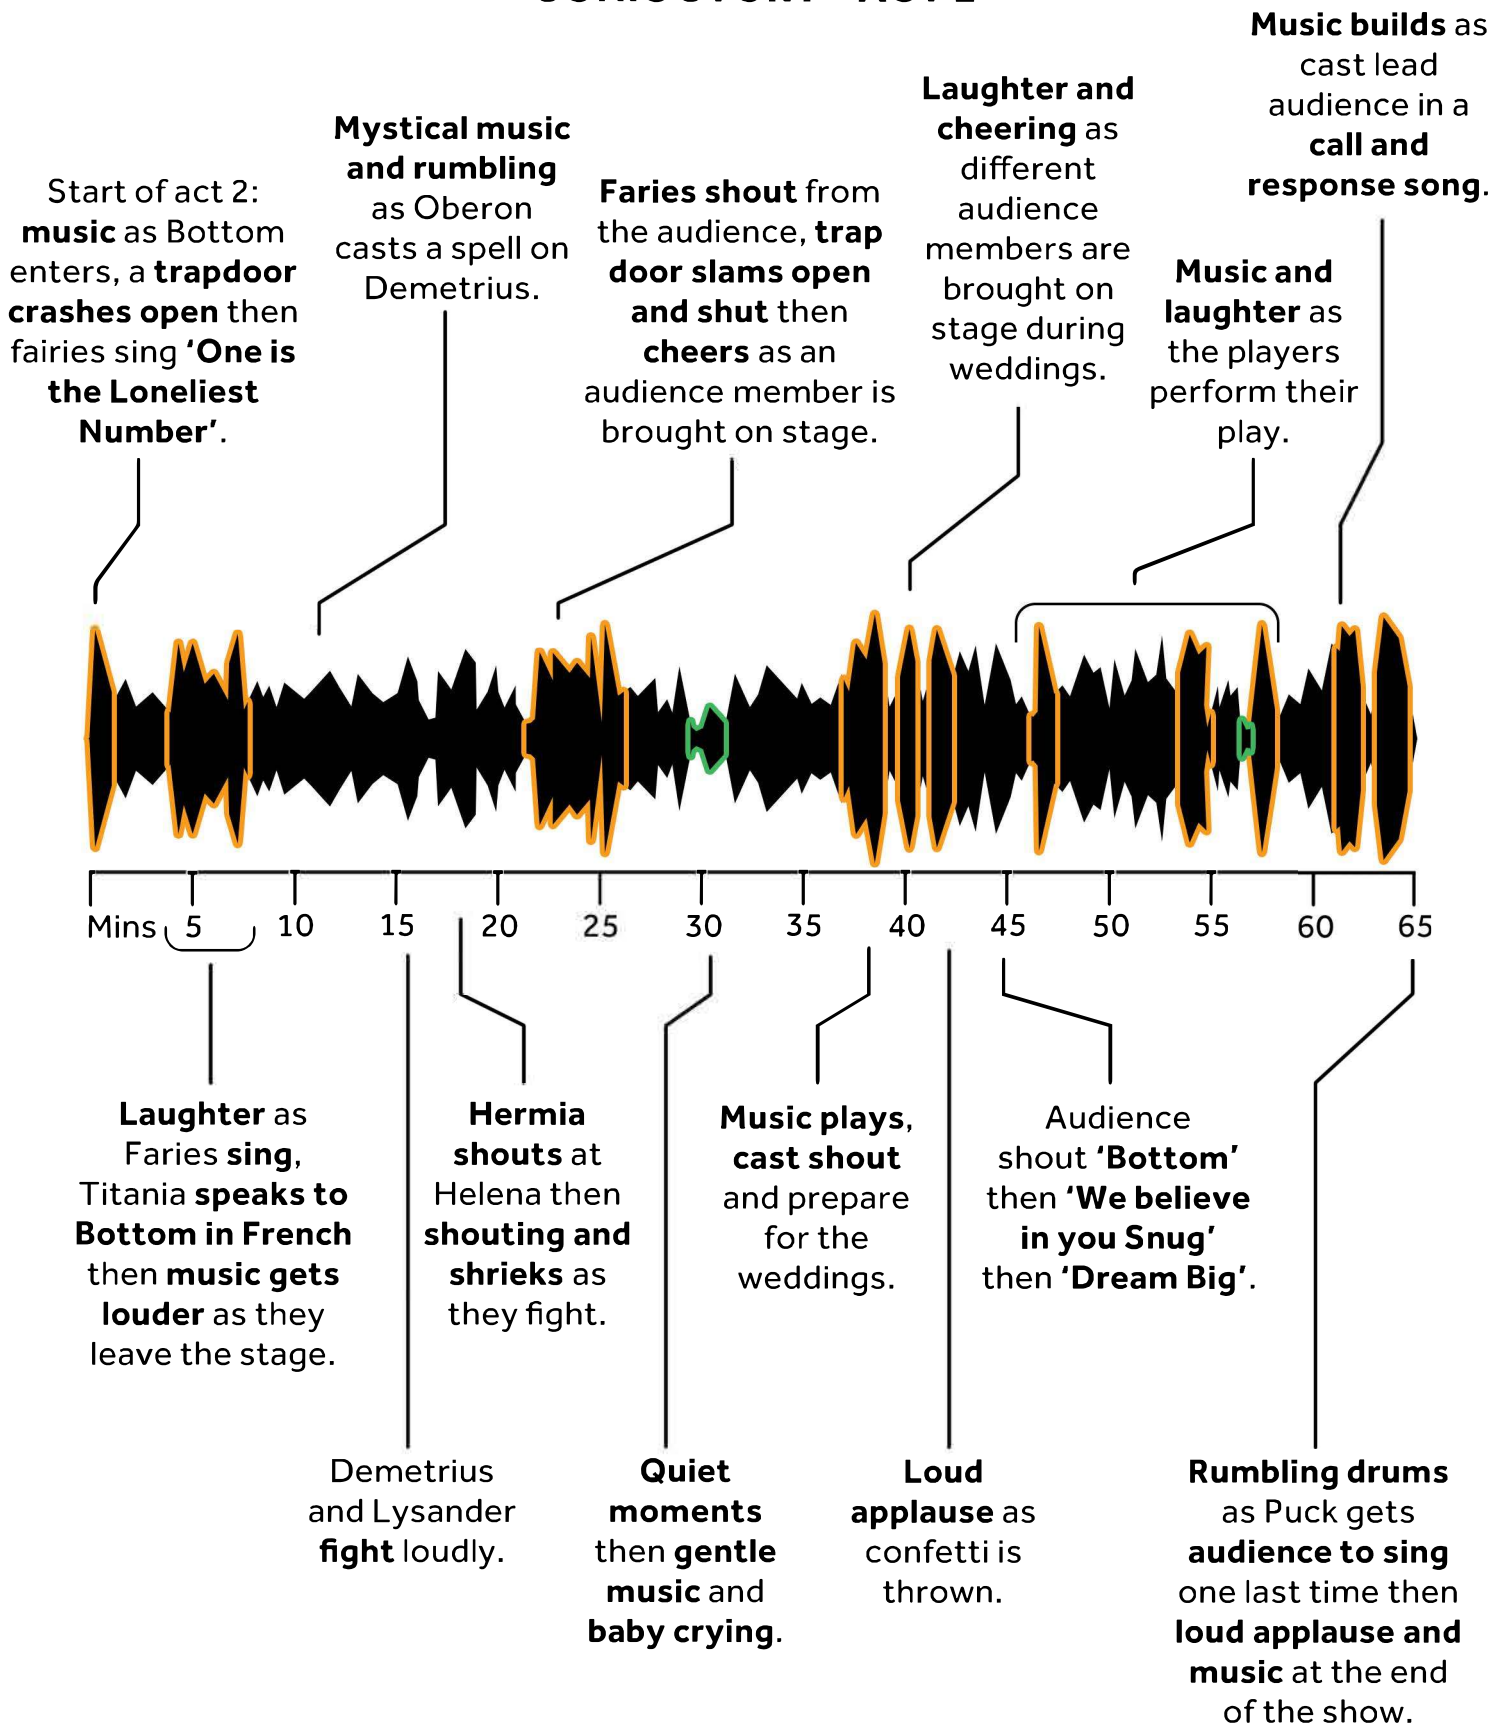 Music builds as
cast lead
audience in a
call and
response song.
Laughter and
cheering as
different
audience
members are
brought on
stage during
weddings.
Mystical music
and rumbling
as Oberon
casts a spell on
Demetrius.
Start of act 2:
music as Bottom
enters, a trapdoor
crashes open then
fairies sing ‘One is
the Loneliest
Number’.
Faries shout from
the audience, trap
door slams open
and shut then
cheers as an
audience member is
brought on stage.
Music and
laughter as
the players
perform their
play.
Mins 5 10 15 20 25 30 35 40 45 50 55 60 65
Laughter as
Faries sing,
Titania speaks to
Bottom in French
then music gets
louder as they
leave the stage.
Hermia
shouts at
Helena then
shouting and
shrieks as
they fight.
Music plays,
cast shout
and prepare
for the
weddings.
Audience
shout ‘Bottom’
then ‘We believe
in you Snug’
then ‘Dream Big’.
Demetrius
and Lysander
fight loudly.
Quiet
moments
then gentle
music and
baby crying.
Loud
applause as
confetti is
thrown.
Rumbling drums
as Puck gets
audience to sing
one last time then
loud applause and
music at the end
of the show.